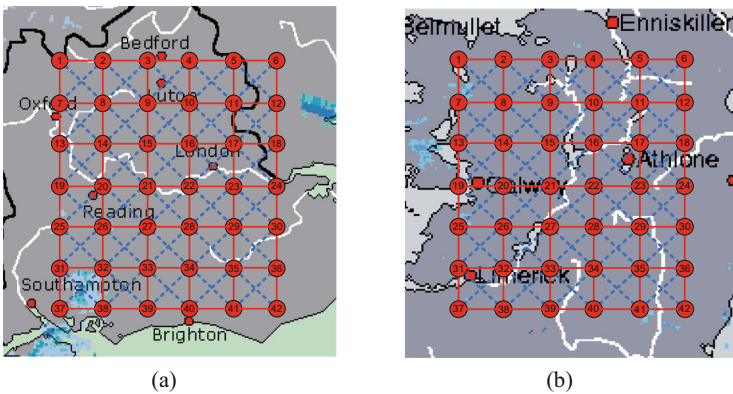 Bedford
1 2 3 4 5 6
Luton
7 8 9 10 11 12
Oxford
13 14 15 16 17 18
London
19 20 21 22 23 24
Reading
25 26 27 28 29 30
31 32 33 34 35 36
Southampton
37 38 39 40 41 42
Brighton
(a)
Belmullet Enniskillen
1 2 3 4 5 6
7 8 9 10 11 12
13 14 15 16 17 18
Athlone
19 20 21 22 23 24
Galway
25 26 27 28 29 30
31 32 33 34 35 36
Limerick
37 38 39 40 41 42
(b)